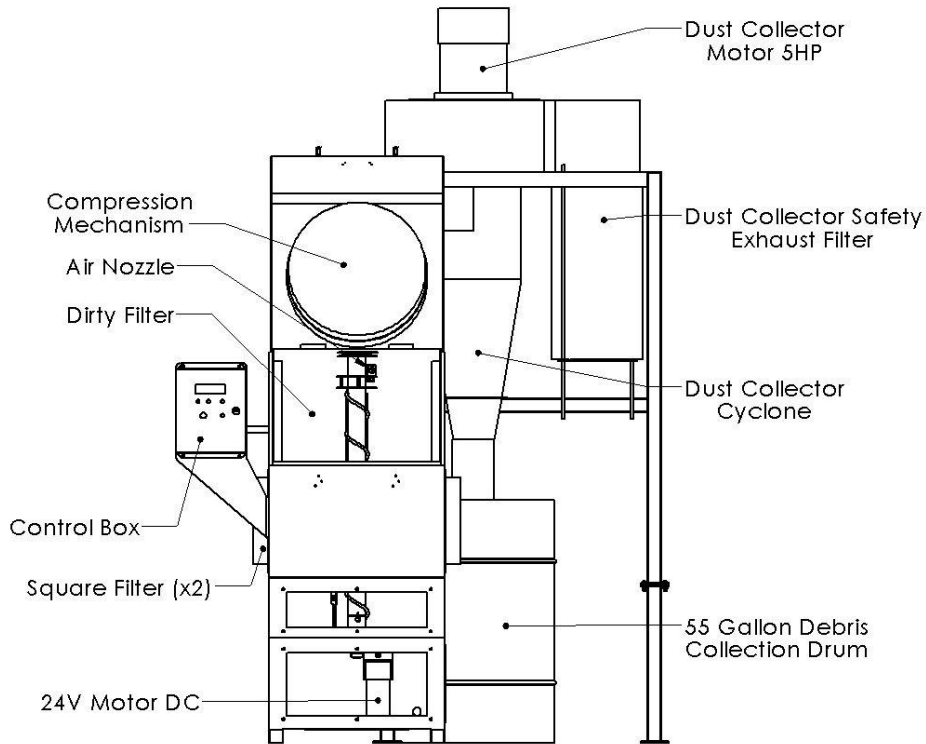 Dust Collector
Motor 5HP
Compression
Mechanism
Air Nozzle
Dirty Filter
Dust Collector Safety
Exhaust Filter
Dust Collector
Cyclone
Control Box
Square Filter (x2)
55 Gallon Debris
Collection Drum
24V Motor DC